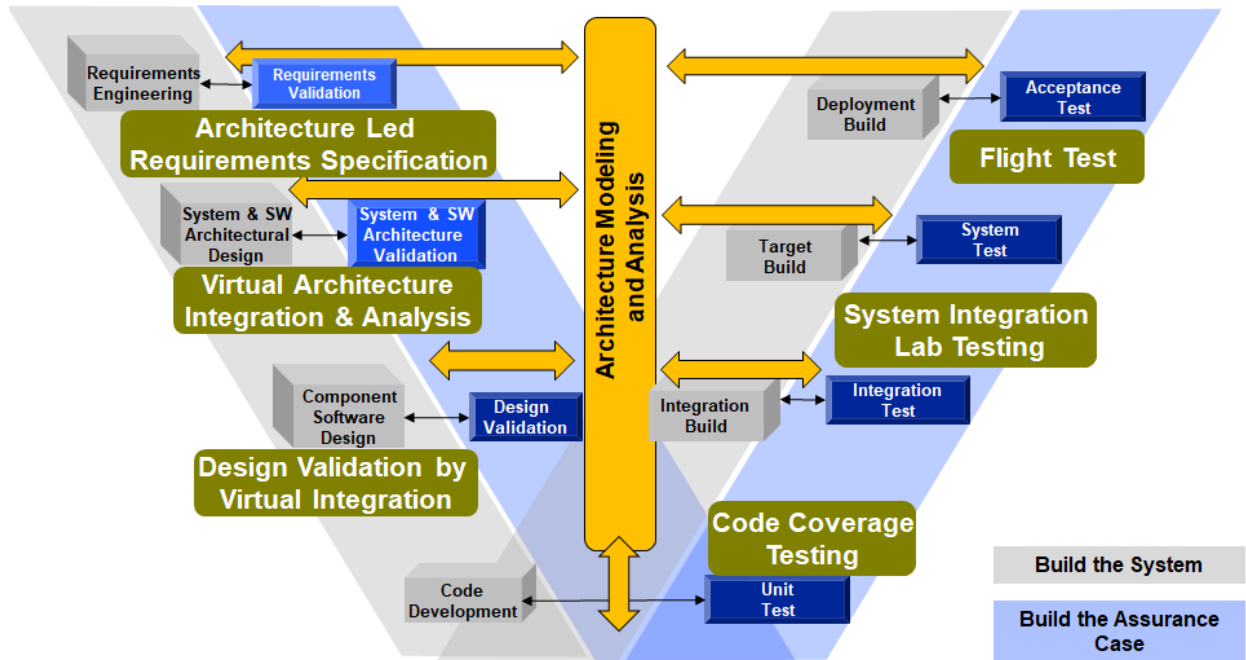 Requirements
Engineering
Requirements
Validation
Architecture Led
Requirements Specification
System & SW
Architectural
Design
System & SW
Architecture
Validation
Virtual Architecture
Integration & Analysis
Component
Software
Design
Design
Validation
Design Validation by
Virtual Integration
Code
Development
Architecture Modeling
and Analysis
Deployment
Build
Acceptance
Test
Flight Test
Target
Build
System
Test
System Integration
Lab Testing
Integration
Build
Integration
Test
Code Coverage
Testing
Unit
Test
Build the System
Build the Assurance
Case